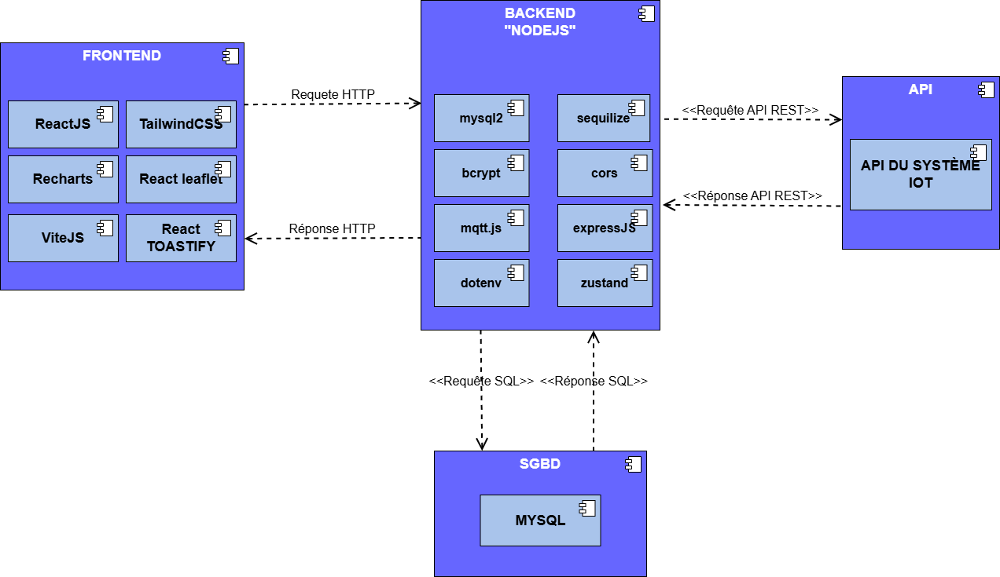 FRONTEND
ReactJS
TailwindCSS
Recharts
React leaflet
ViteJS
React
TOASTIFY
Requete HTTP
Réponse HTTP
BACKEND
"NODEJS"
mysql2
sequilize
bcrypt
cors
mqtt.js
expressJS
dotenv
zustand
<<Requête API REST>>
<<Réponse API REST>>
API
API DU SYSTÈME
IOT
<<Requête SQL>>
<<Réponse SQL>>
SGBD
MYSQL